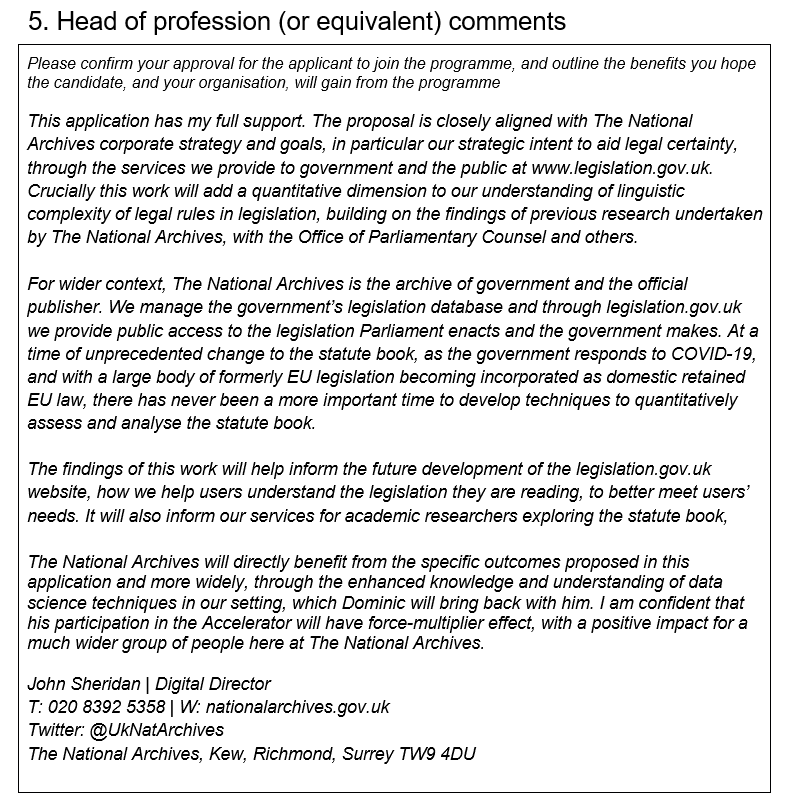 5. Head of profession (or equivalent) comments
Please confirm your approval for the applicant to join the programme, and outline the benefits you hope
the candidate, and your organisation, will gain from the programme
This application has my full support. The proposal is closely aligned with The National
Archives corporate strategy and goals, in particular our strategic intent to aid legal certainty,
through the services we provide to government and the public at www.legislation.gov.uk.
Crucially this work will add a quantitative dimension to our understanding of linguistic
complexity of legal rules in legislation, building on the findings of previous research undertaken
by The National Archives, with the Office of Parliamentary Counsel and others.
For wider context, The National Archives is the archive of government and the official
publisher. We manage the government’s legislation database and through legislation.gov.uk
we provide public access to the legislation Parliament enacts and the government makes. At a
time of unprecedented change to the statute book, as the government responds to COVID-19,
and with a large body of formerly EU legislation becoming incorporated as domestic retained
EU law, there has never been a more important time to develop techniques to quantitatively
assess and analyse the statute book.
The findings of this work will help inform the future development of the legislation.gov.uk
website, how we help users understand the legislation they are reading, to better meet users’
needs. It will also inform our services for academic researchers exploring the statute book,
The National Archives will directly benefit from the specific outcomes proposed in this
application and more widely, through the enhanced knowledge and understanding of data
science techniques in our setting, which Dominic will bring back with him. I am confident that
his participation in the Accelerator will have force-multiplier effect, with a positive impact for a
much wider group of people here at The National Archives.
John Sheridan | Digital Director
T: 020 8392 5358 | W: nationalarchives.gov.uk
Twitter: @UkNatArchives
The National Archives, Kew, Richmond, Surrey TW9 4DU